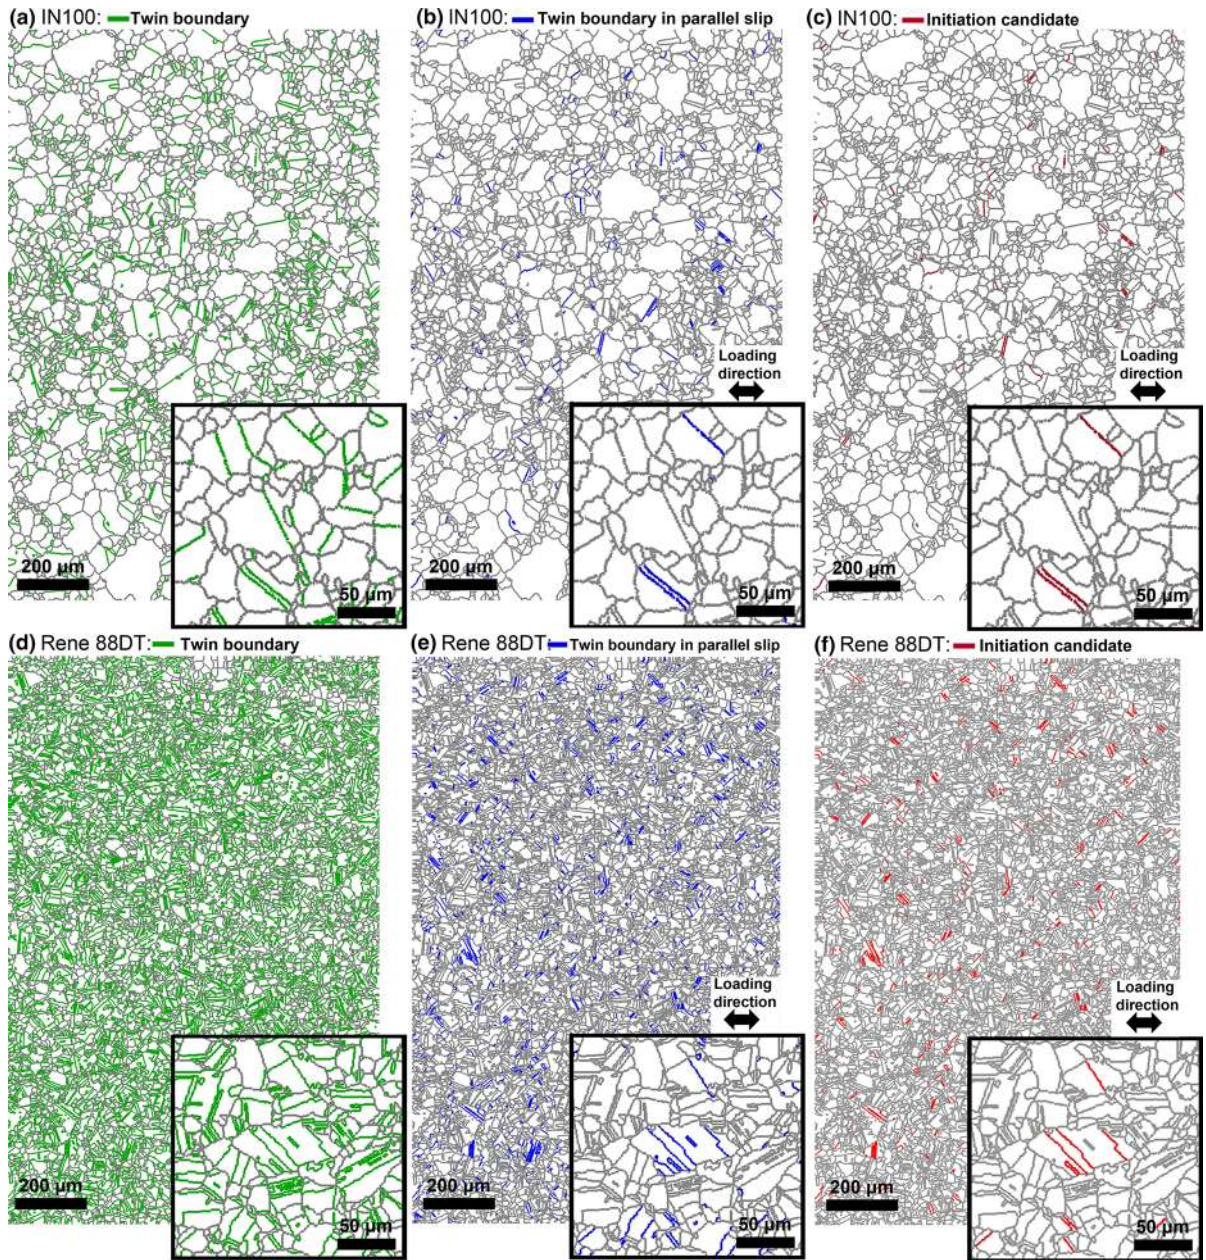 (a) IN100: Twin boundary
(b) IN100: Twin boundary in parallel slip
(c) IN100: Initiation candidate
Loading
direction
Loading
direction
200 µm
50 µm
200 µm
50 µm
200 µm
50 µm
(d) Rene 88DT: Twin boundary
(e) Rene 88DT: Twin boundary in parallel slip
(f) Rene 88DT: Initiation candidate
Loading
direction
Loading
direction
200 µm
50 µm
200 µm
50 µm
200 µm
50 µm